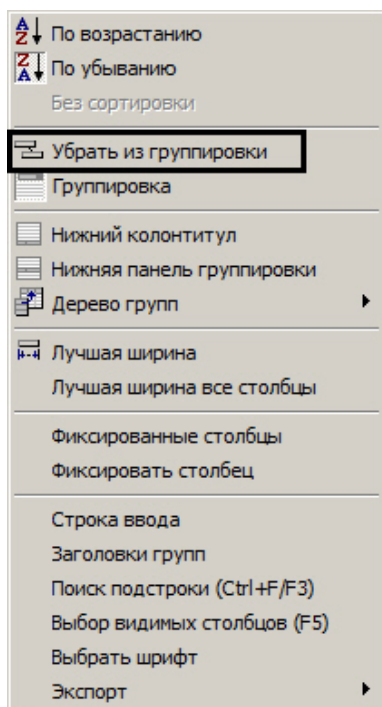 По возрастанию
По убыванию
Без сортировки
Убрать из группировки
Группировка
Нижний колонтитул
Нижняя панель группировки
Дерево групп
Лучшая ширина
Лучшая ширина все столбцы
Фиксированные столбцы
Фиксировать столбец
Строка ввода
Заголовки групп
Поиск подстроки (Ctrl+F/F3)
Выбор видимых столбцов (F5)
Выбрать шрифт
Экспорт